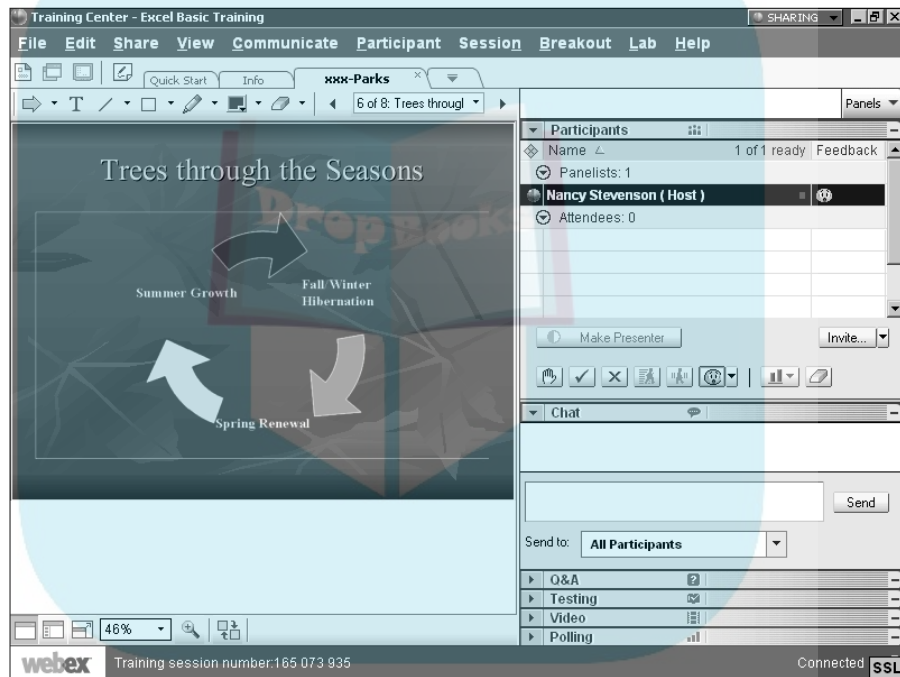 Training Center - Excel Basic Training
SHARING
File Edit Share View Communicate Participant Session Breakout Lab Help
Quick Start Info xxx-Parks
T 6 of 8: Trees througl Panels
Participants
Name 1 of 1 ready Feedback
Panelists: 1
Nancy Stevenson ( Host )
Attendees: 0
Make Presenter Invite...
Trees through the Seasons
Drop Books
Summer Growth
Fall/Winter
Hibernation
Spring Renewal
Chat
Send
Send to: All Participants
Q&A
Testing
Video
Polling
46%
webex Training session number:165 073 935 Connected SSL